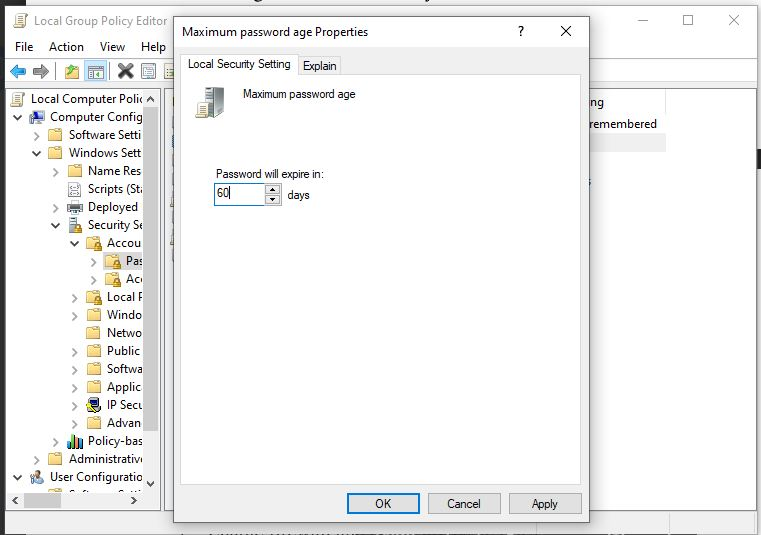 Local Group Policy Editor
File Action View Help
Maximum password age Properties
?
Local Security Setting
Explain
Maximum password age
Password will expire in:
60
days
OK
Cancel
Apply
Local Computer Polic
Computer Config
Software Setti
Windows Sett
Name Res
Scripts (Sta
Deployed
Security Se
Accou
Pas
Acc
Local P
Windo
Netwo
Public
Softwa
Applic
IP Secu
Advan
Policy-bas
Administrative
User Configuratio
ng
remembered